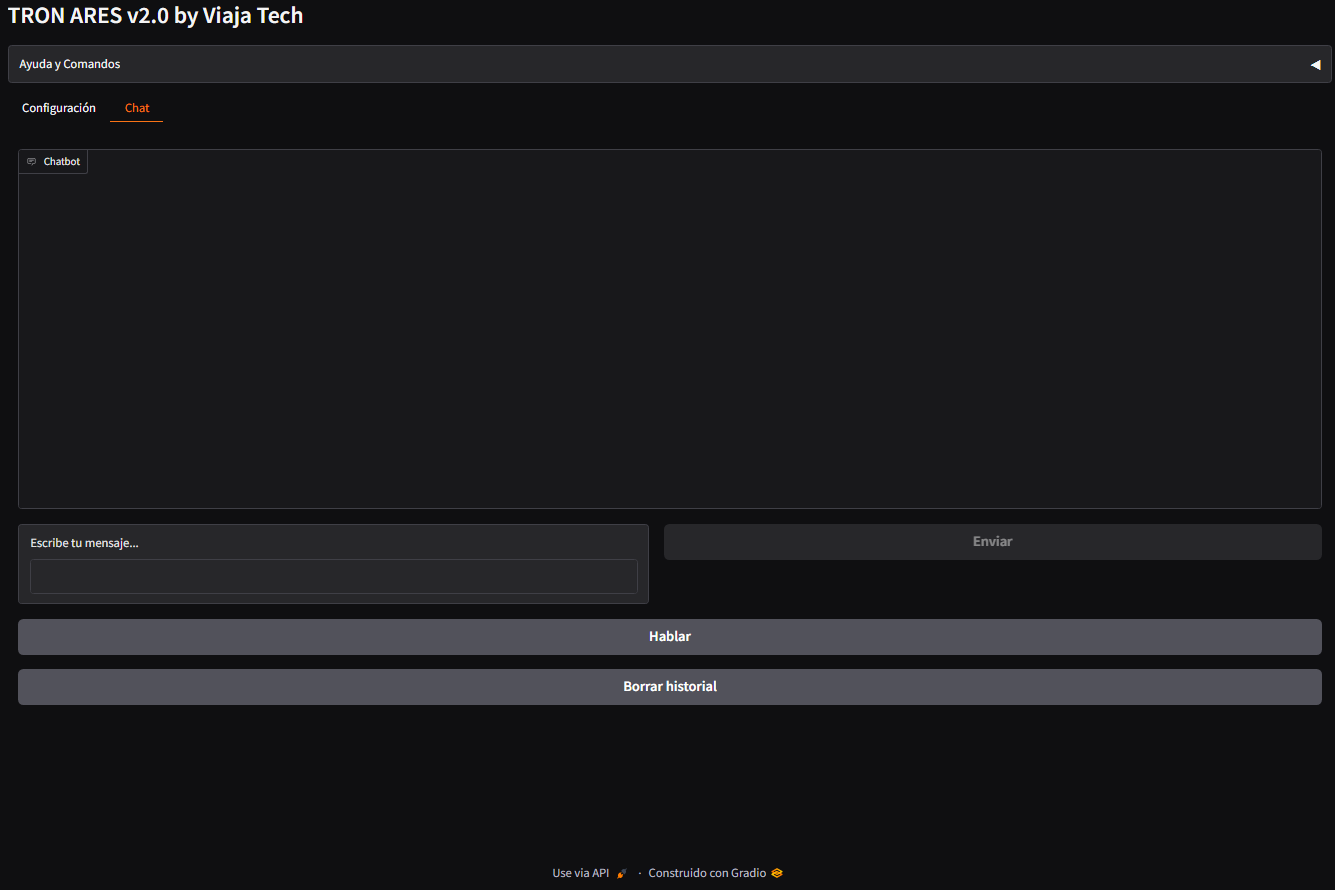 TRON ARES v2.0 by Viaja Tech
Ayuda y Comandos
Configuración Chat
Chatbot
Escribe tu mensaje...
Enviar
Hablar
Borrar historial
Use via API · Construido con Gradio